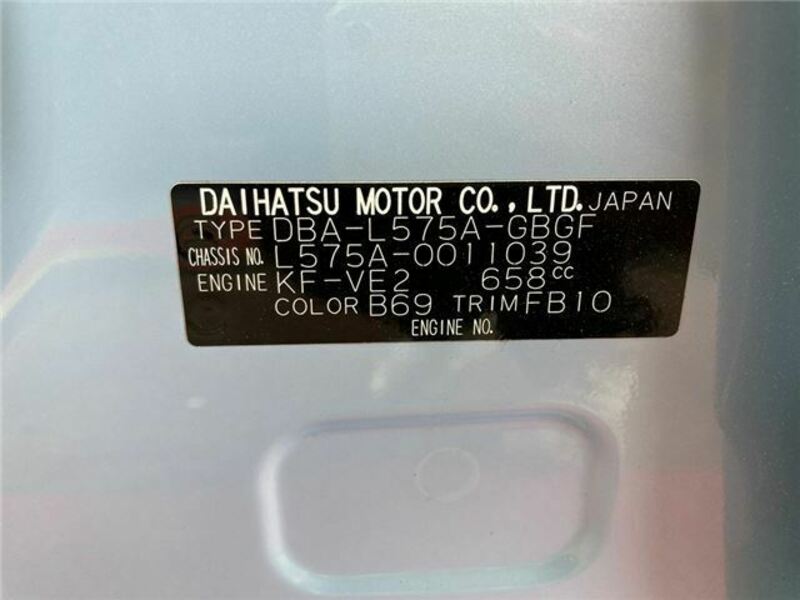 DAIHATSU MOTOR CO., LTD. JAPAN
TYPE DBA-L575A-GBGF
CHASSIS NO. L575A-0011039
ENGINE KF-VE2 658cc
COLOR B69 TRIM FB10
ENGINE NO.